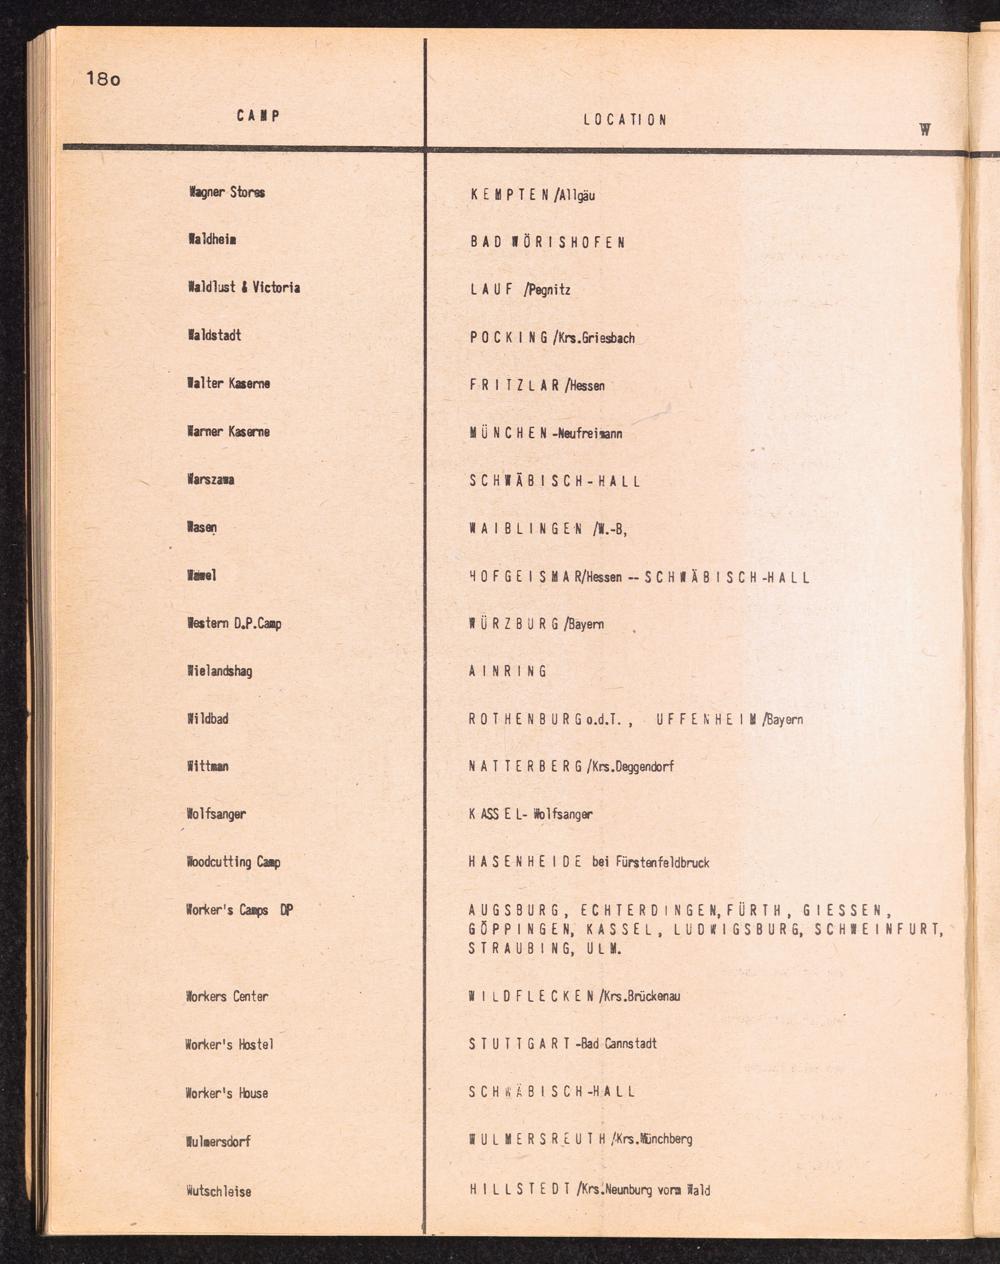 18o
CAMP LOCATION W
Wagner Stores KEMPTEN/Allgäu
Waldheim BAD WÖRISHOFEN
Waldlust & Victoria LAUF /Pegnitz
Waldstadt POCKING/Krs.Griesbach
Walter Kaserne FRITZLAR/Hessen
Warner Kaserne MÜNCHEN-Neufreimann
Warszawa SCHWÄBISCH-HALL
Wasen WAIBLINGEN /W.-B,
Wawel HOFGEISMAR/Hessen -- SCHWÄBISCH-HALL
Western D.P.Camp WÜRZBURG/Bayern
Wielandshag AINRING
Wildbad ROTHENBURG o.d.T., UFFENHEIM/Bayern
Wittman NATTERBERG/Krs.Deggendorf
Wolfsanger KASSEL- Wolfsanger
Woodcutting Camp HASENHEIDE bei Fürstenfeldbruck
Worker's Camps DP AUGSBURG, ECHTERDINGEN, FÜRTH, GIESSEN,
GÖPPINGEN, KASSEL, LUDWIGSBURG, SCHWEINFURT,
STRAUBING, ULM.
Workers Center WILDFLECKEN/Krs.Brückenau
Worker's Hostel STUTTGART-Bad Cannstadt
Worker's House SCHWÄBISCH-HALL
Wulmersdorf WULMERSREUTH/Krs.Münchberg
Wutschleise HILLSTEDT/Krs.Neunburg vorm Wald